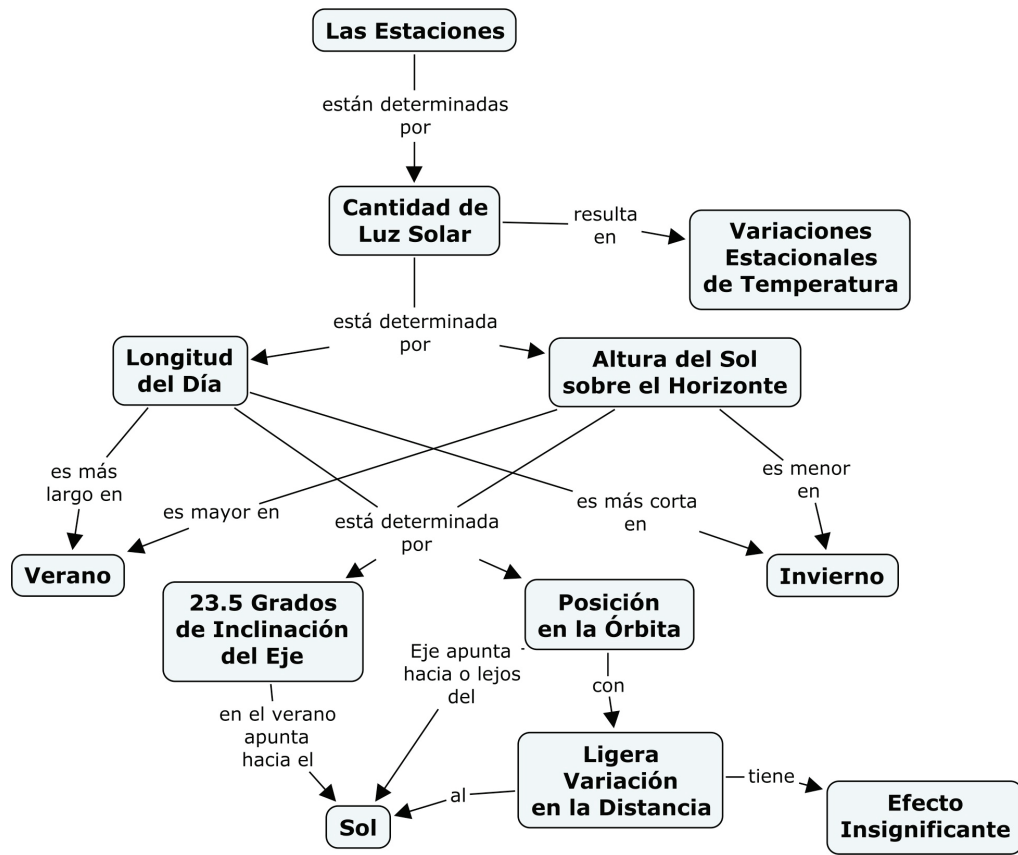 Las Estaciones
están determinadas
por
Cantidad de
Luz Solar
resulta
en
Variaciones
Estacionales
de Temperatura
está determinada
por
Longitud
del Día
Altura del Sol
sobre el Horizonte
es más
largo en
es mayor en
está determinada
por
es más corta
en
es menor
en
Verano
Invierno
23.5 Grados
de Inclinación
del Eje
Posición
en la Órbita
Eje apunta
hacia o lejos
del
con
en el verano
apunta
hacia el
Ligera
Variación
en la Distancia
tiene
Efecto
Insignificante
al
Sol